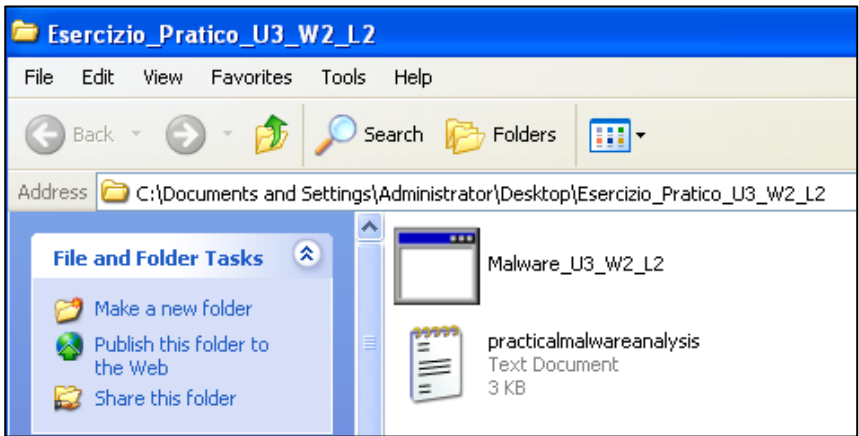 Esercizio_Pratico_U3_W2_L2
File Edit View Favorites Tools Help
Back Search Folders
Address C:\Documents and Settings\Administrator\Desktop\Esercizio_Pratico_U3_W2_L2
File and Folder Tasks
Make a new folder
Publish this folder to
the Web
Share this folder
Malware_U3_W2_L2
practicalmalwareanalysis
Text Document
3 KB